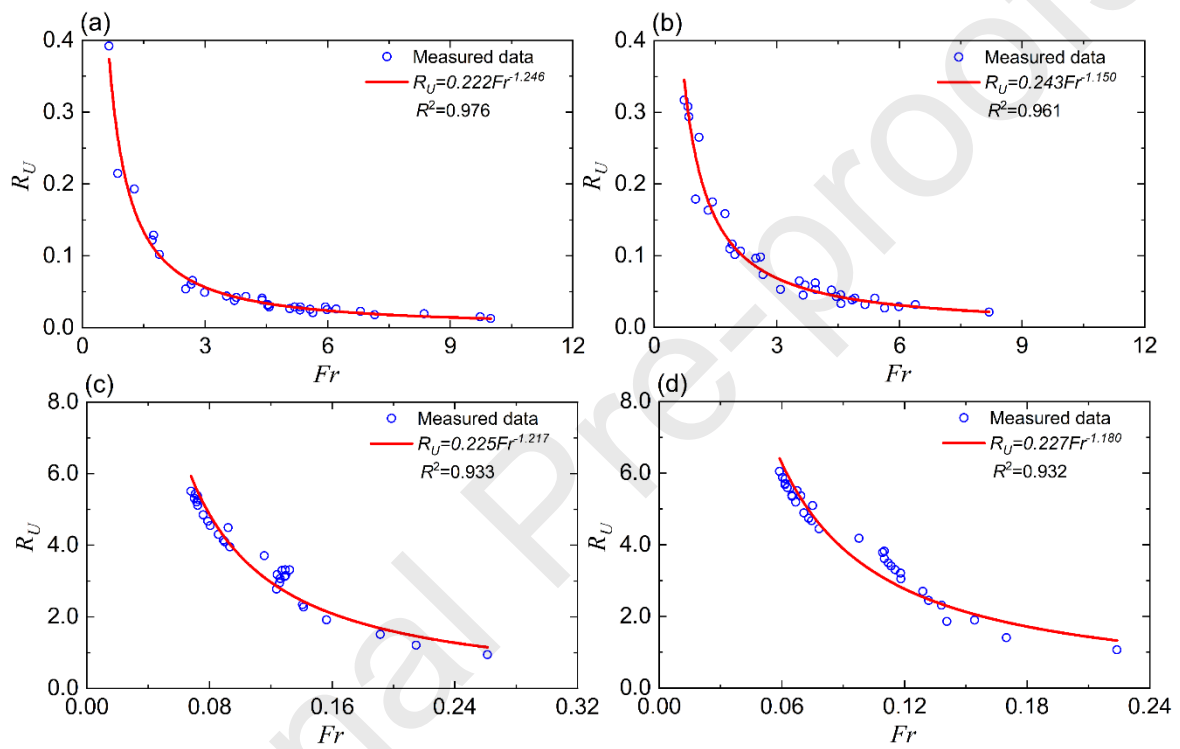 (a)
Measured data
R_U=0.222Fr^-1.246
R^2=0.976
0.4
0.3
0.2
0.1
0.0
R_U
0 3 6 9 12
Fr
(b)
Measured data
R_U=0.243Fr^-1.150
R^2=0.961
0.4
0.3
0.2
0.1
0.0
R_U
0 3 6 9 12
Fr
(c)
Measured data
R_U=0.225Fr^-1.217
R^2=0.933
8.0
6.0
4.0
2.0
0.0
R_U
0.00 0.08 0.16 0.24 0.32
Fr
(d)
Measured data
R_U=0.227Fr^-1.180
R^2=0.932
8.0
6.0
4.0
2.0
0.0
R_U
0.00 0.06 0.12 0.18 0.24
Fr
nal Pre-proof